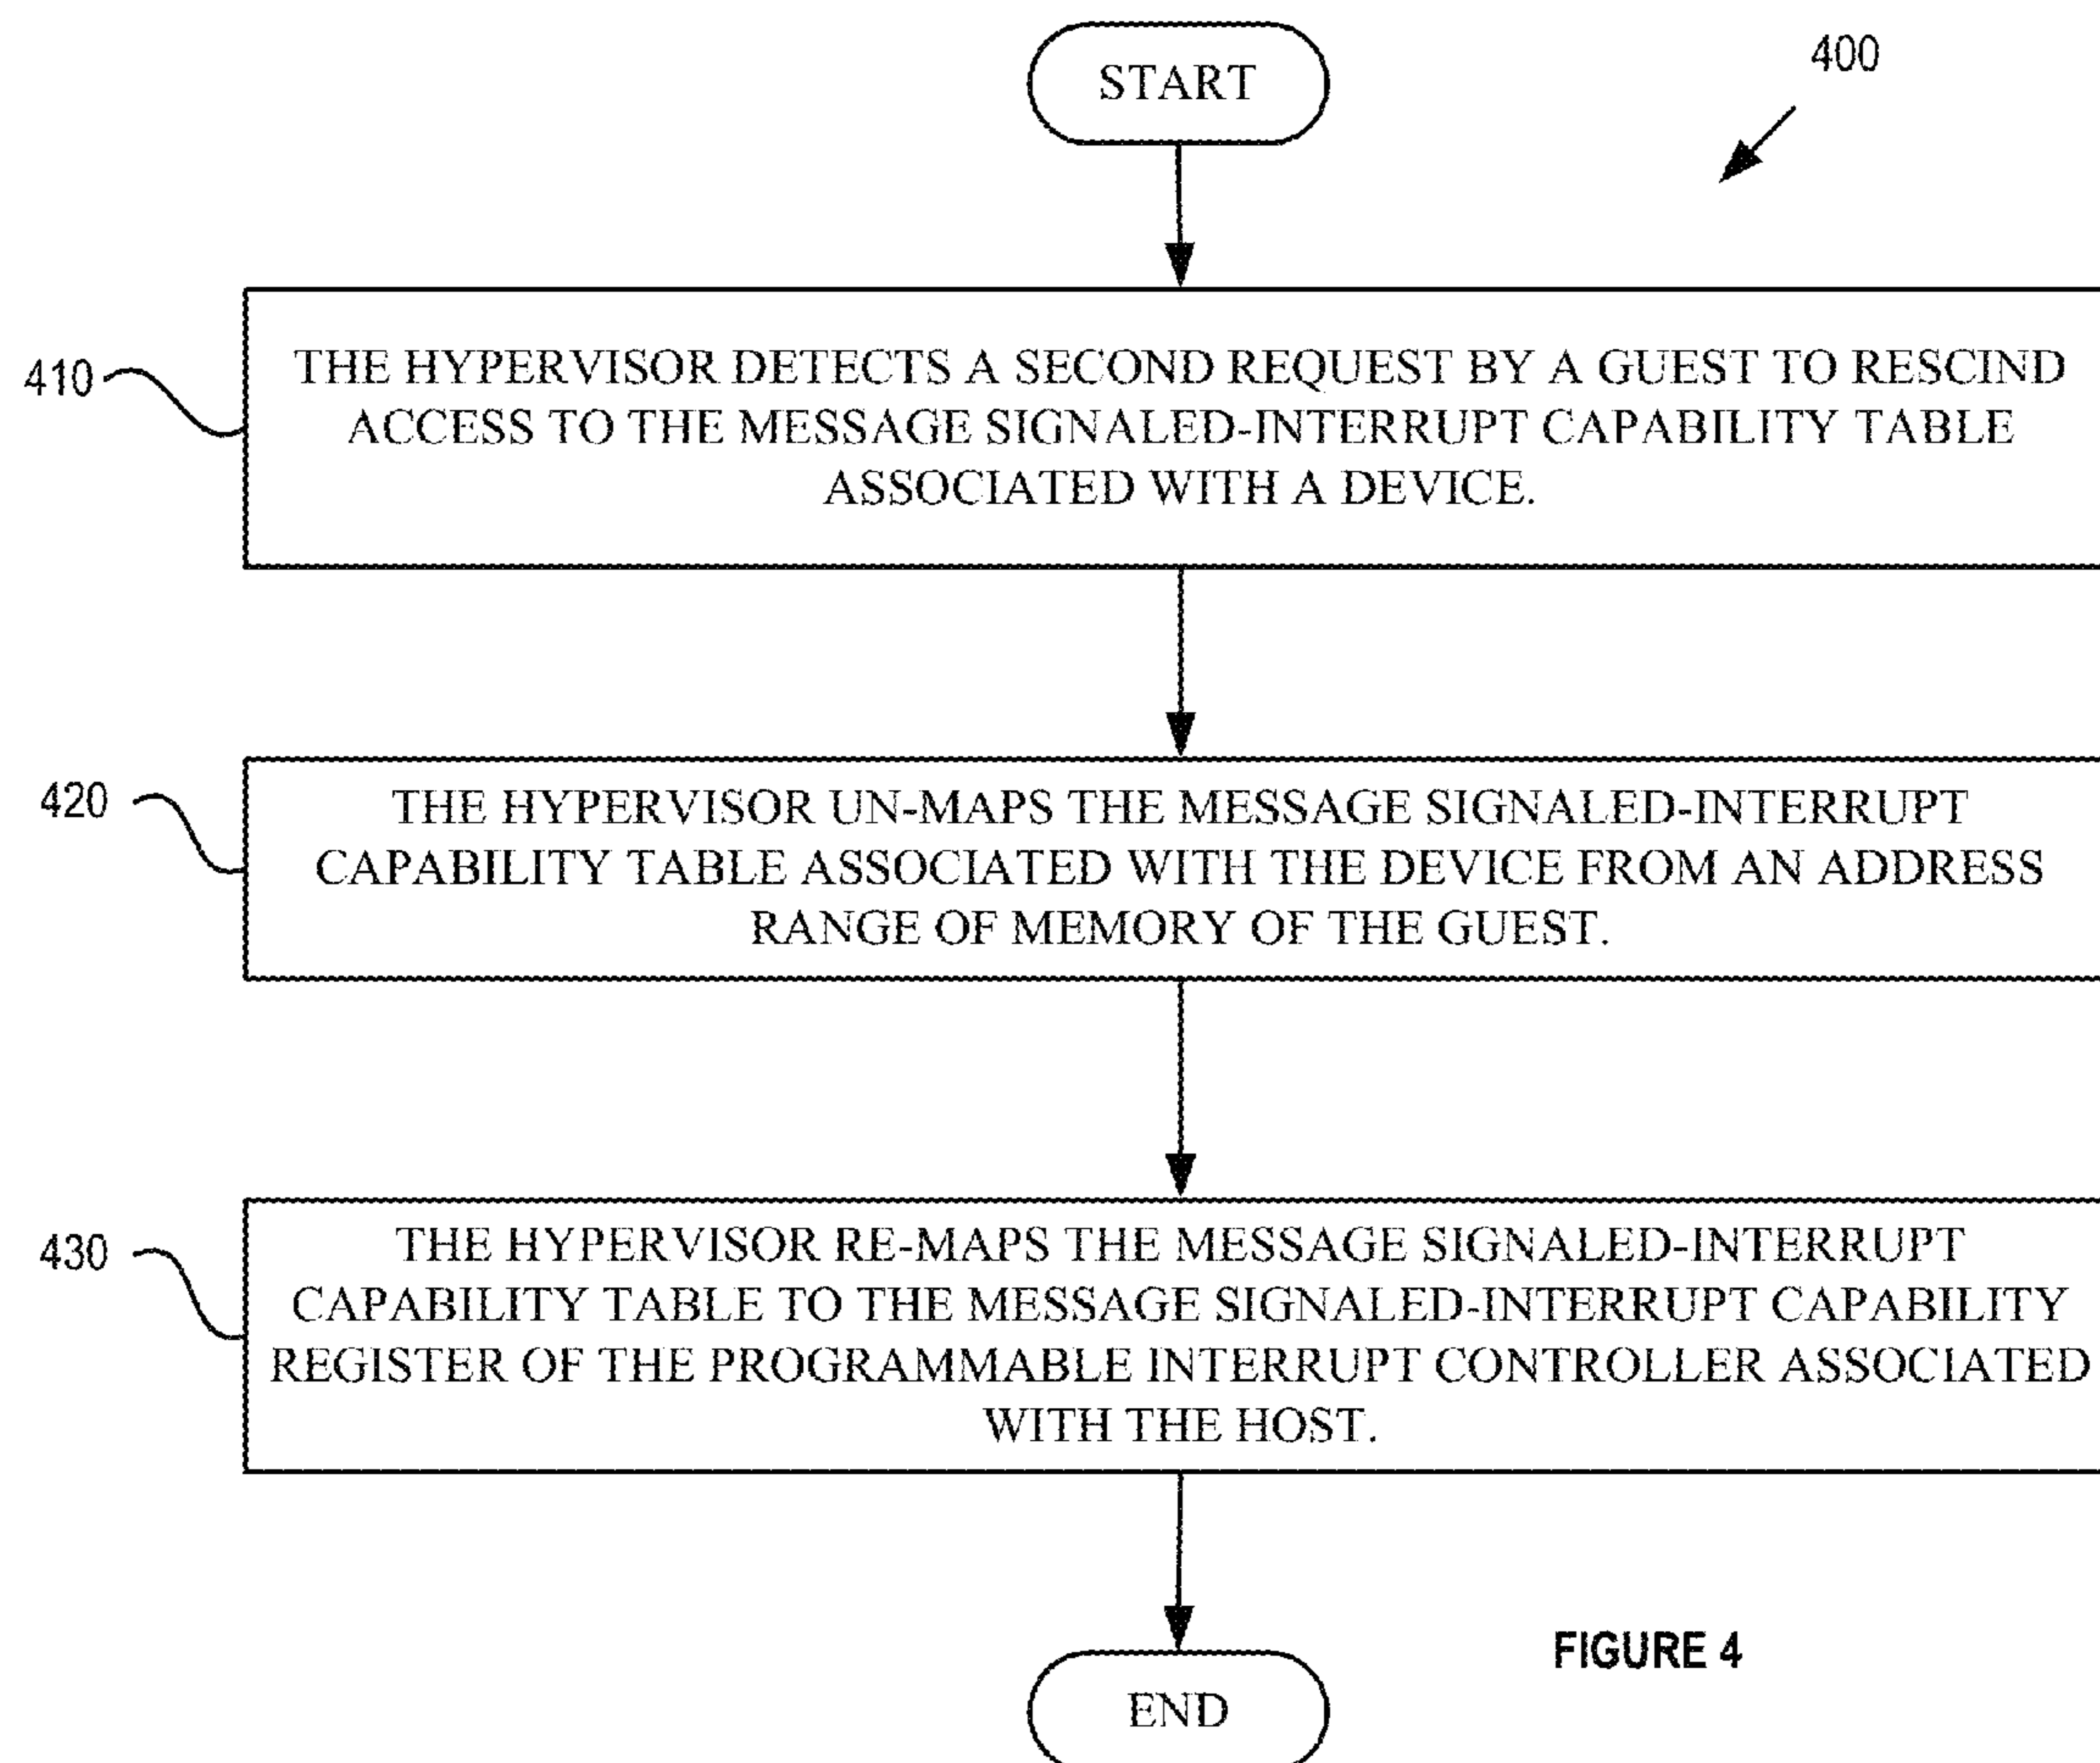 START
400
410
THE HYPERVISOR DETECTS A SECOND REQUEST BY A GUEST TO RESCIND
ACCESS TO THE MESSAGE SIGNALED-INTERRUPT CAPABILITY TABLE
ASSOCIATED WITH A DEVICE.
420
THE HYPERVISOR UN-MAPS THE MESSAGE SIGNALED-INTERRUPT
CAPABILITY TABLE ASSOCIATED WITH THE DEVICE FROM AN ADDRESS
RANGE OF MEMORY OF THE GUEST.
430
THE HYPERVISOR RE-MAPS THE MESSAGE SIGNALED-INTERRUPT
CAPABILITY TABLE TO THE MESSAGE SIGNALED-INTERRUPT CAPABILITY
REGISTER OF THE PROGRAMMABLE INTERRUPT CONTROLLER ASSOCIATED
WITH THE HOST.
FIGURE 4
END